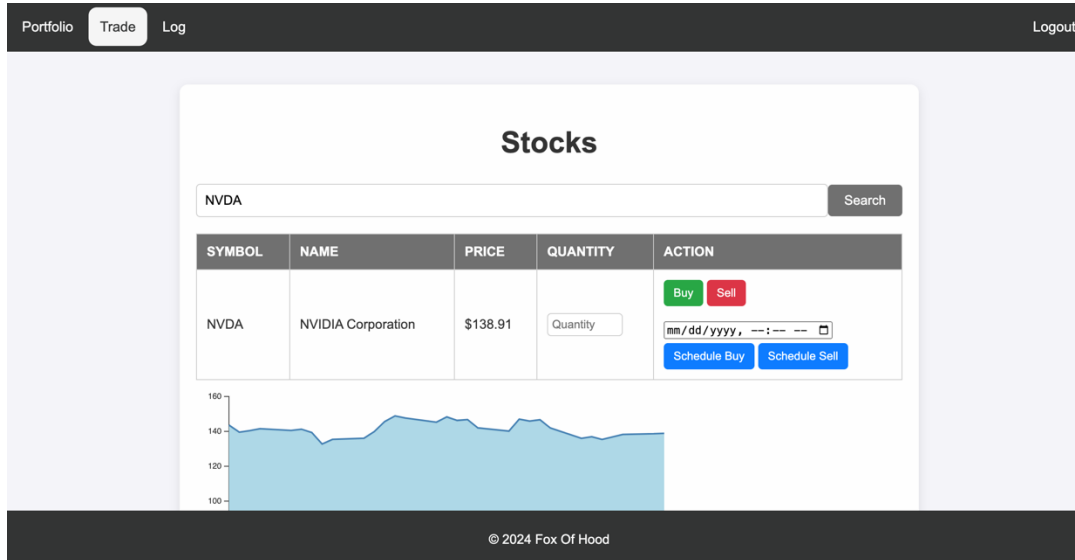 Portfolio Trade Log Logout
Stocks
NVDA Search
SYMBOL NAME PRICE QUANTITY ACTION
Buy Sell
NVDA NVIDIA Corporation $138.91 Quantity
mm/dd/yyyy, --:-- --
Schedule Buy Schedule Sell
160
140
120
100
© 2024 Fox Of Hood